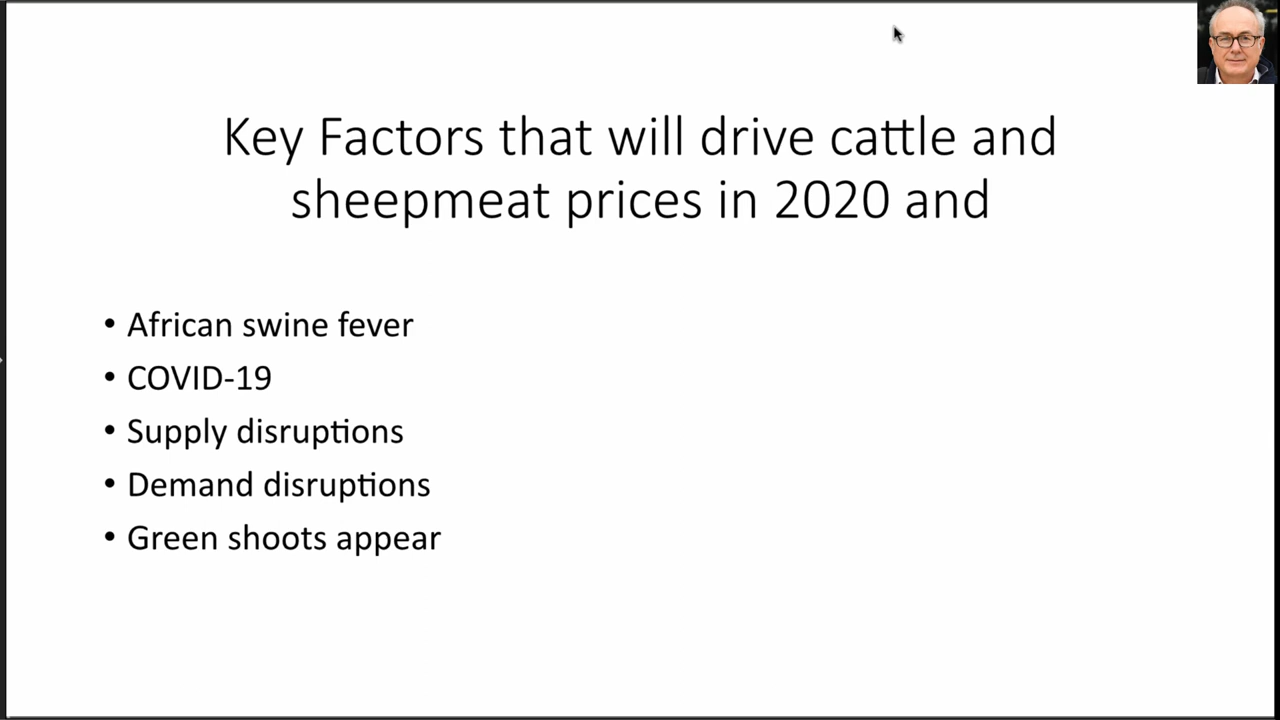 Key Factors that will drive cattle and
sheepmeat prices in 2020 and
• African swine fever
• COVID-19
• Supply disruptions
• Demand disruptions
• Green shoots appear